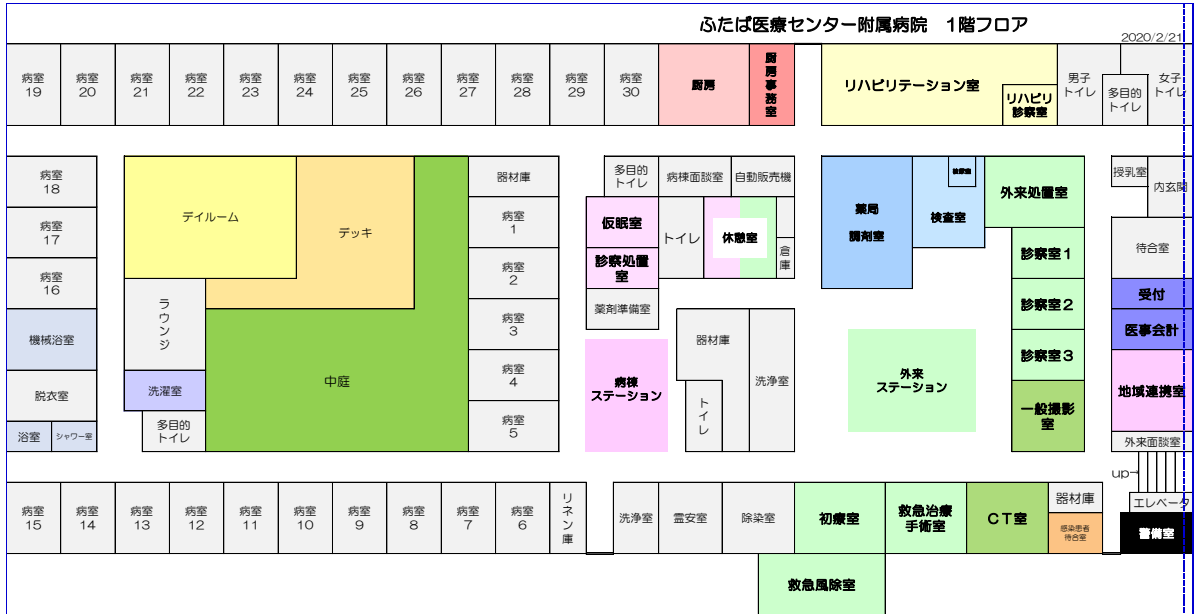 ふたば医療センター附属病院　1階フロア
2020/2/21
病室
19
病室
20
病室
21
病室
22
病室
23
病室
24
病室
25
病室
26
病室
27
病室
28
病室
29
病室
30
厨房
厨房事務室
リハビリテーション室
リハビリ
診察室
男子
トイレ
多目的
トイレ
女子
トイレ
病室
18
病室
17
病室
16
機械浴室
脱衣室
浴室
シャワー室
デイルーム
デッキ
ラウンジ
洗濯室
多目的
トイレ
中庭
器材庫
病室
1
病室
2
病室
3
病室
4
病室
5
多目的
トイレ
病棟面談室
自動販売機
仮眠室
トイレ
休憩室
倉庫
診察処置
室
薬剤準備室
病棟
ステーション
器材庫
トイレ
洗浄室
薬局
調剤室
検査室
外来処置室
診察室1
診察室2
診察室3
一般撮影
室
外来
ステーション
授乳室
内玄関
待合室
受付
医事会計
地域連携室
外来面談室
up→
エレベータ
警備室
病室
15
病室
14
病室
13
病室
12
病室
11
病室
10
病室
9
病室
8
病室
7
病室
6
リネン庫
洗浄室
霊安室
除染室
初療室
救急治療
手術室
CT室
器材庫
感染患者
待合室
救急風除室